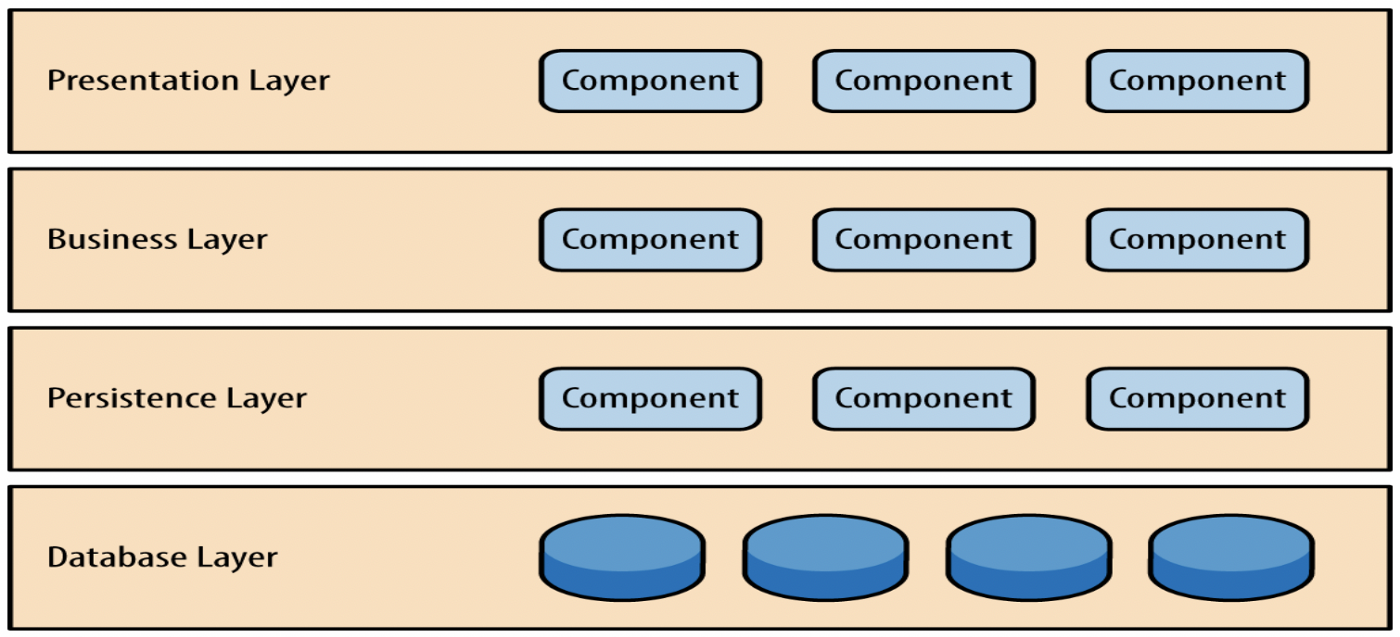 Presentation Layer
Component Component Component
Business Layer
Component Component Component
Persistence Layer
Component Component Component
Database Layer